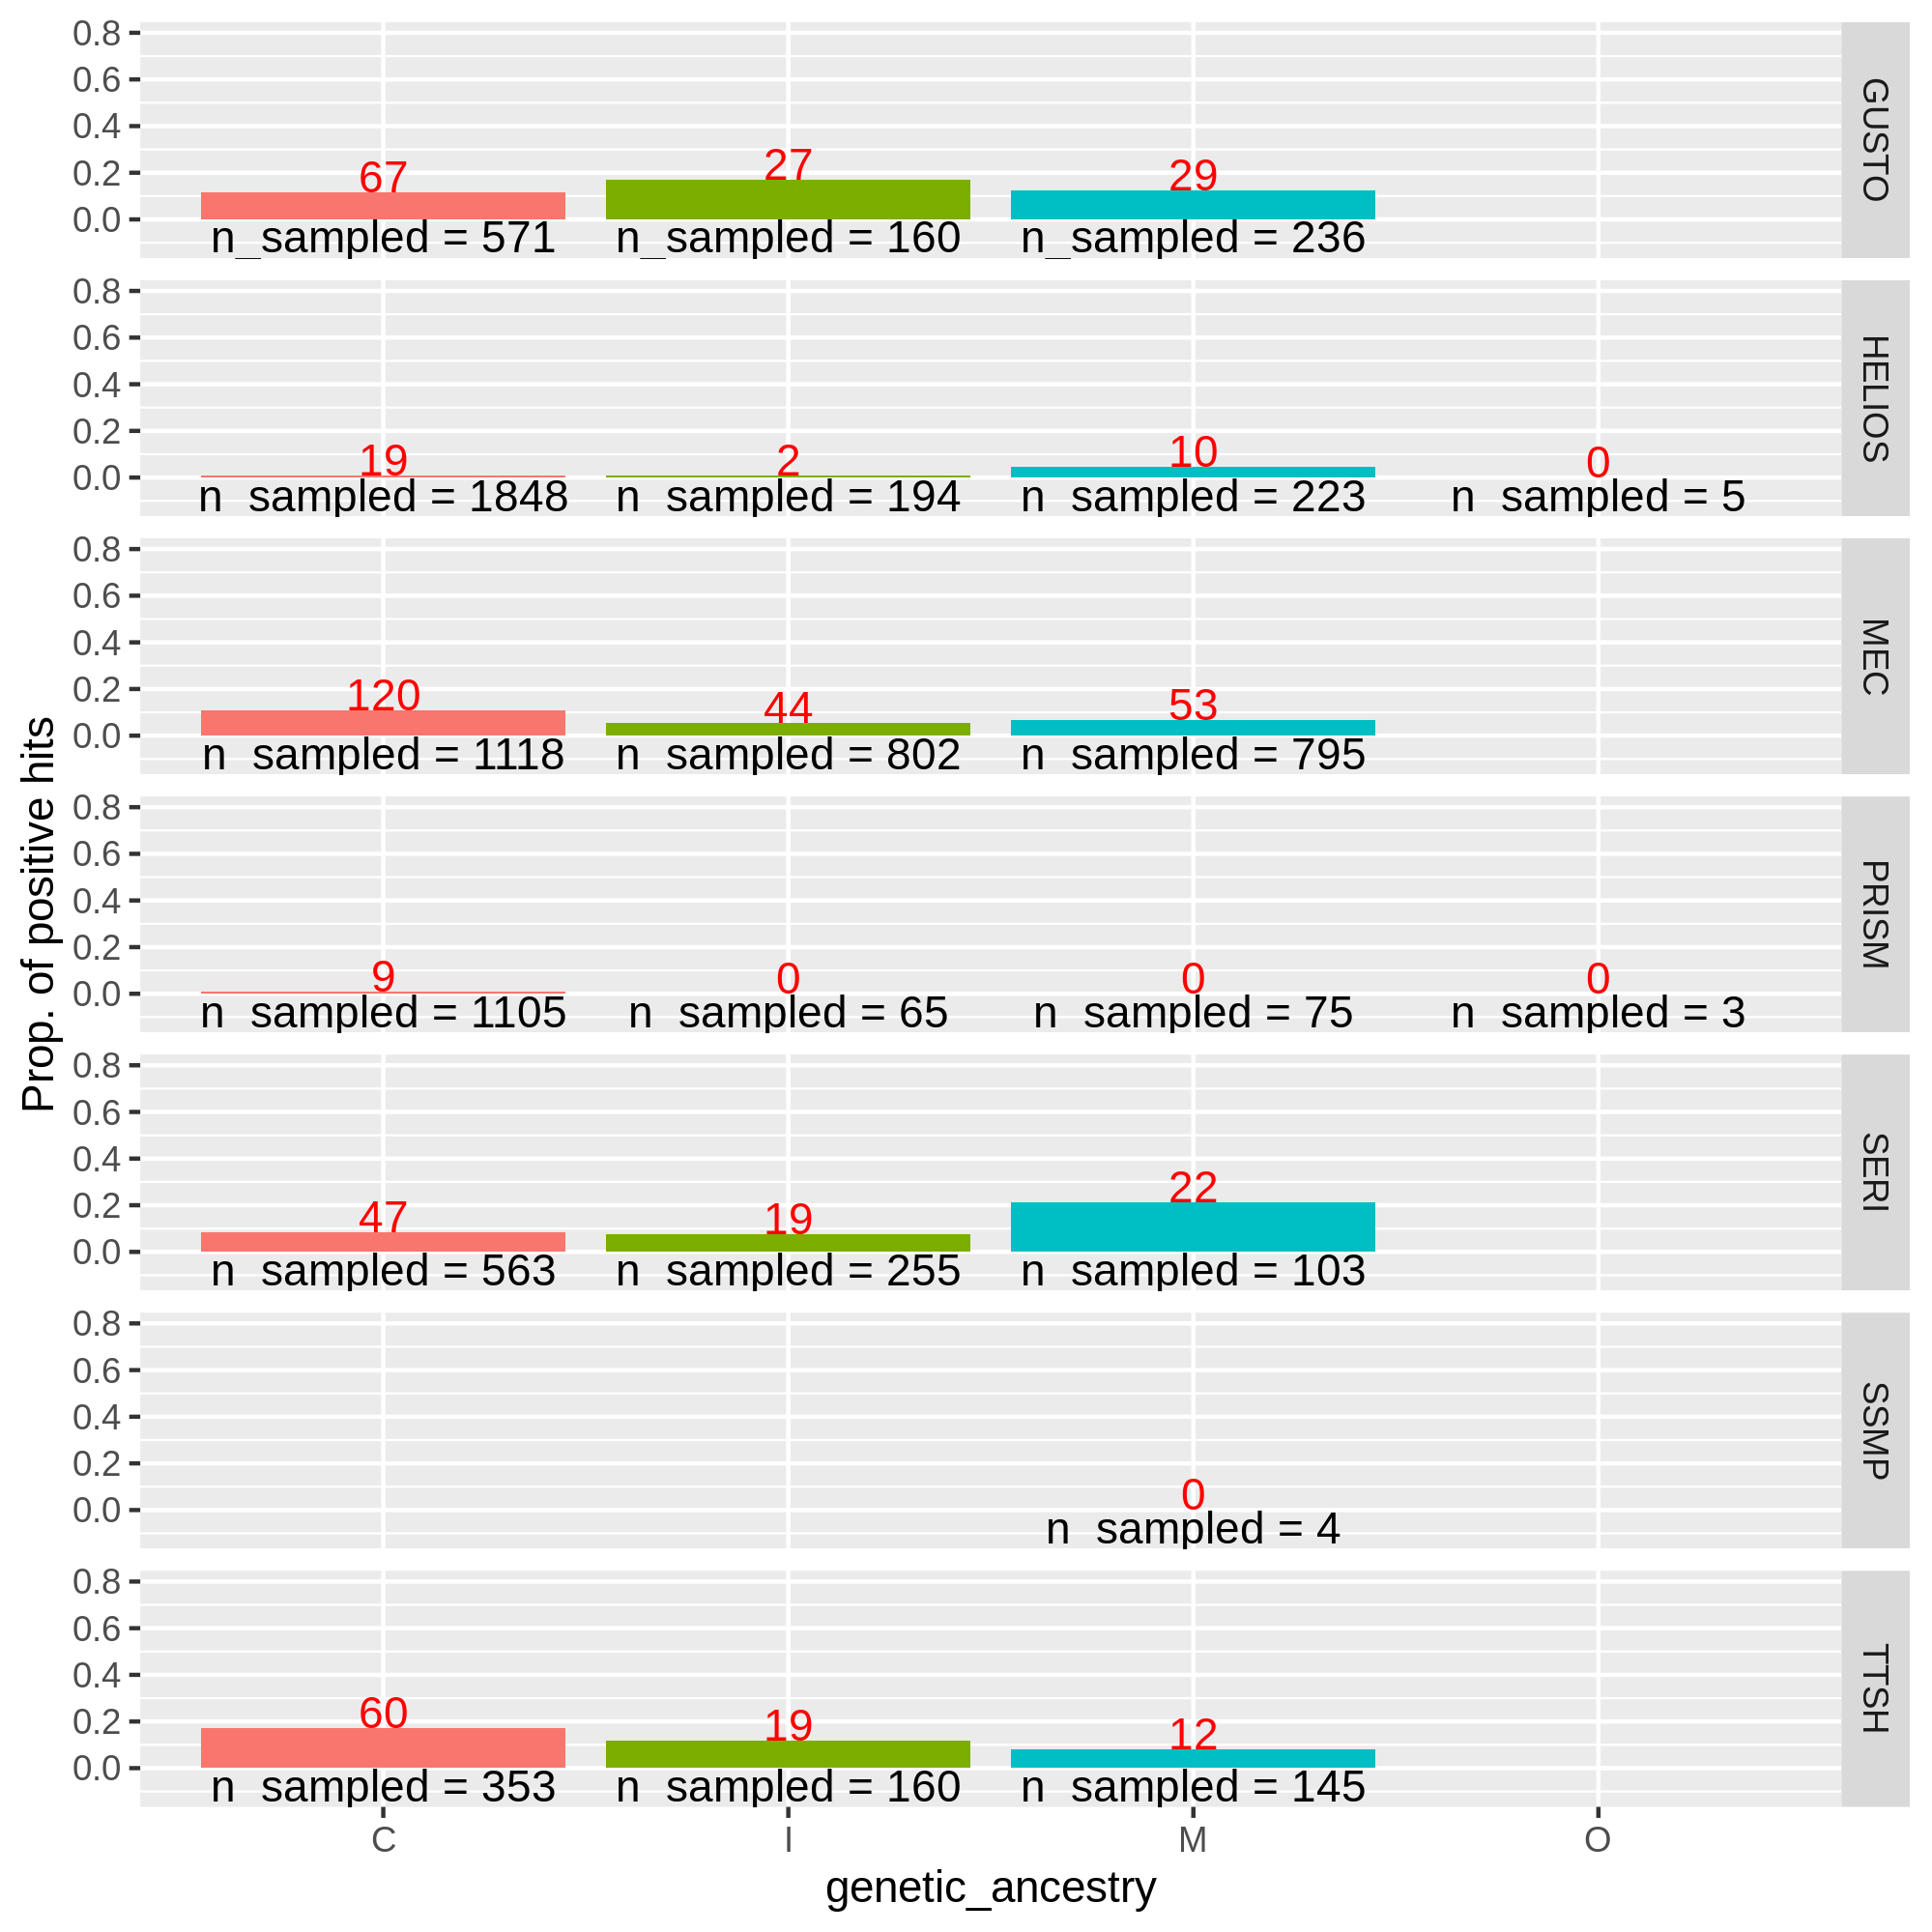 Prop. of positive hits
0.8
0.6
0.4
0.2
0.0
67
27
29
n_sampled = 571
n_sampled = 160
n_sampled = 236
GUSTO
0.8
0.6
0.4
0.2
0.0
19
2
10
0
n_sampled = 1848
n_sampled = 194
n_sampled = 223
n_sampled = 5
HELIOS
0.8
0.6
0.4
0.2
0.0
120
44
53
n_sampled = 1118
n_sampled = 802
n_sampled = 795
MEC
0.8
0.6
0.4
0.2
0.0
9
0
0
0
n_sampled = 1105
n_sampled = 65
n_sampled = 75
n_sampled = 3
PRISM
0.8
0.6
0.4
0.2
0.0
47
19
22
n_sampled = 563
n_sampled = 255
n_sampled = 103
SERI
0.8
0.6
0.4
0.2
0.0
0
n_sampled = 4
SSMP
0.8
0.6
0.4
0.2
0.0
60
19
12
n_sampled = 353
n_sampled = 160
n_sampled = 145
TTSH
C
I
M
O
genetic_ancestry